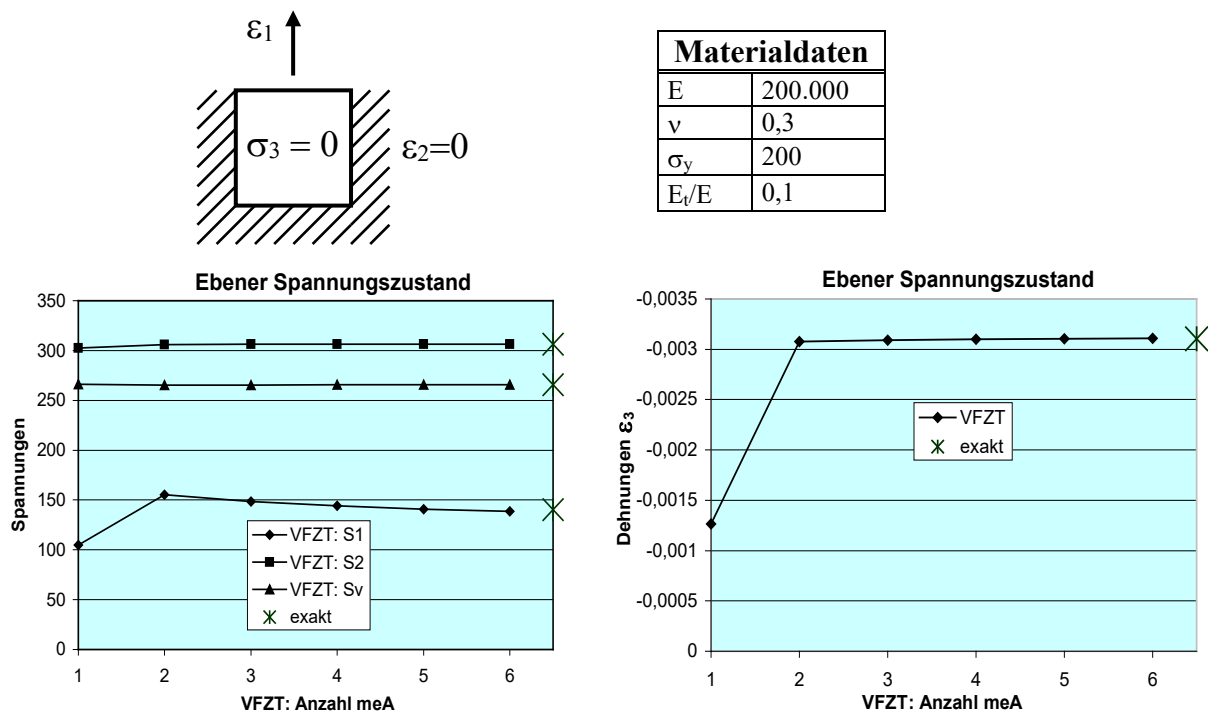 ε1
σ3 = 0
ε2=0
Materialdaten
E 200.000
ν 0,3
σy 200
Et/E 0,1
Ebener Spannungszustand
350
300
250
200
150
100
50
0
Spannungen
VFZT: S1
VFZT: S2
VFZT: Sv
exakt
1 2 3 4 5 6
VFZT: Anzahl meA
Ebener Spannungszustand
-0,0035
-0,003
-0,0025
-0,002
-0,0015
-0,001
-0,0005
0
Dehnungen ε3
VFZT
exakt
1 2 3 4 5 6
VFZT: Anzahl meA